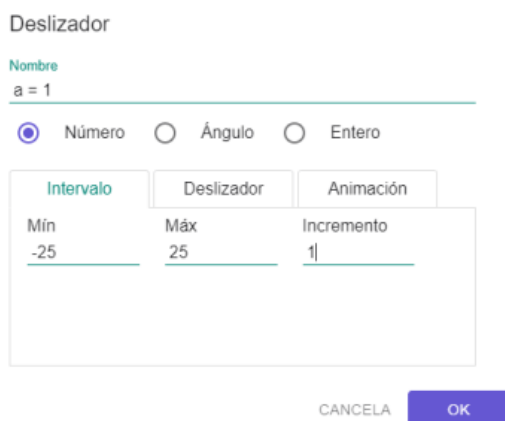 Deslizador
Nombre
a = 1
Número Ángulo Entero
Intervalo Deslizador Animación
Mín Máx Incremento
-25 25 1
CANCELA OK